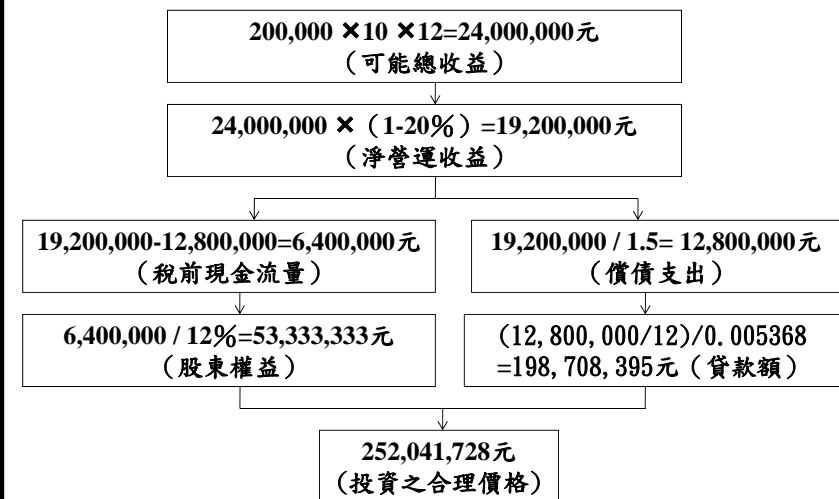 200,000 ×10 ×12=24,000,000元
（可能總收益）
24,000,000 ×（1-20％）=19,200,000元
（淨營運收益）
19,200,000-12,800,000=6,400,000元
（稅前現金流量）
19,200,000 / 1.5= 12,800,000元
（償債支出）
6,400,000 / 12％=53,333,333元
（股東權益）
(12,800,000/12)/0.005368
=198,708,395元（貸款額）
252,041,728元
(投資之合理價格)